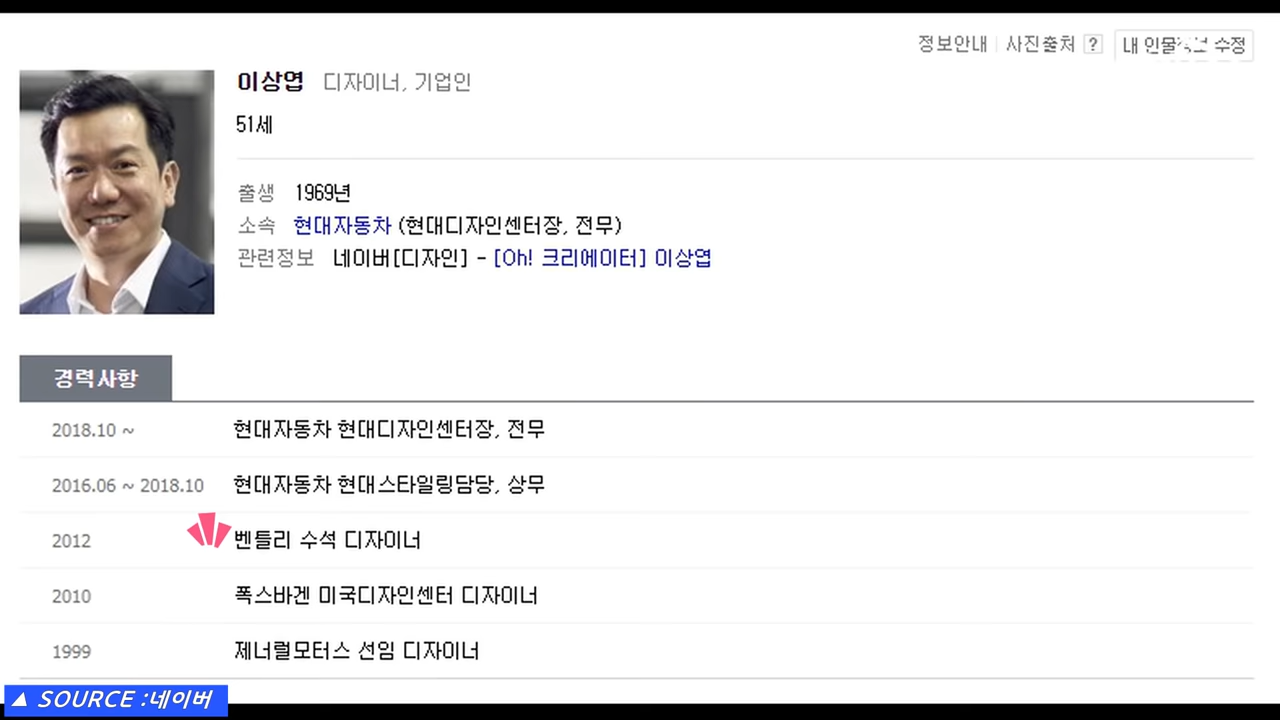 정보안내 사진출처 ?
이상엽 디자이너, 기업인
51세
출생 1969년
소속 현대자동차 (현대디자인센터장, 전무)
관련정보 네이버[디자인] - [Oh! 크리에이터] 이상엽
경력사항
2018.10 ~ 현대자동차 현대디자인센터장, 전무
2016.06 ~ 2018.10 현대자동차 현대스타일링담당, 상무
2012 벤틀리 수석 디자이너
2010 폭스바겐 미국디자인센터 디자이너
1999 제너럴모터스 선임 디자이너
▲ SOURCE :네이버